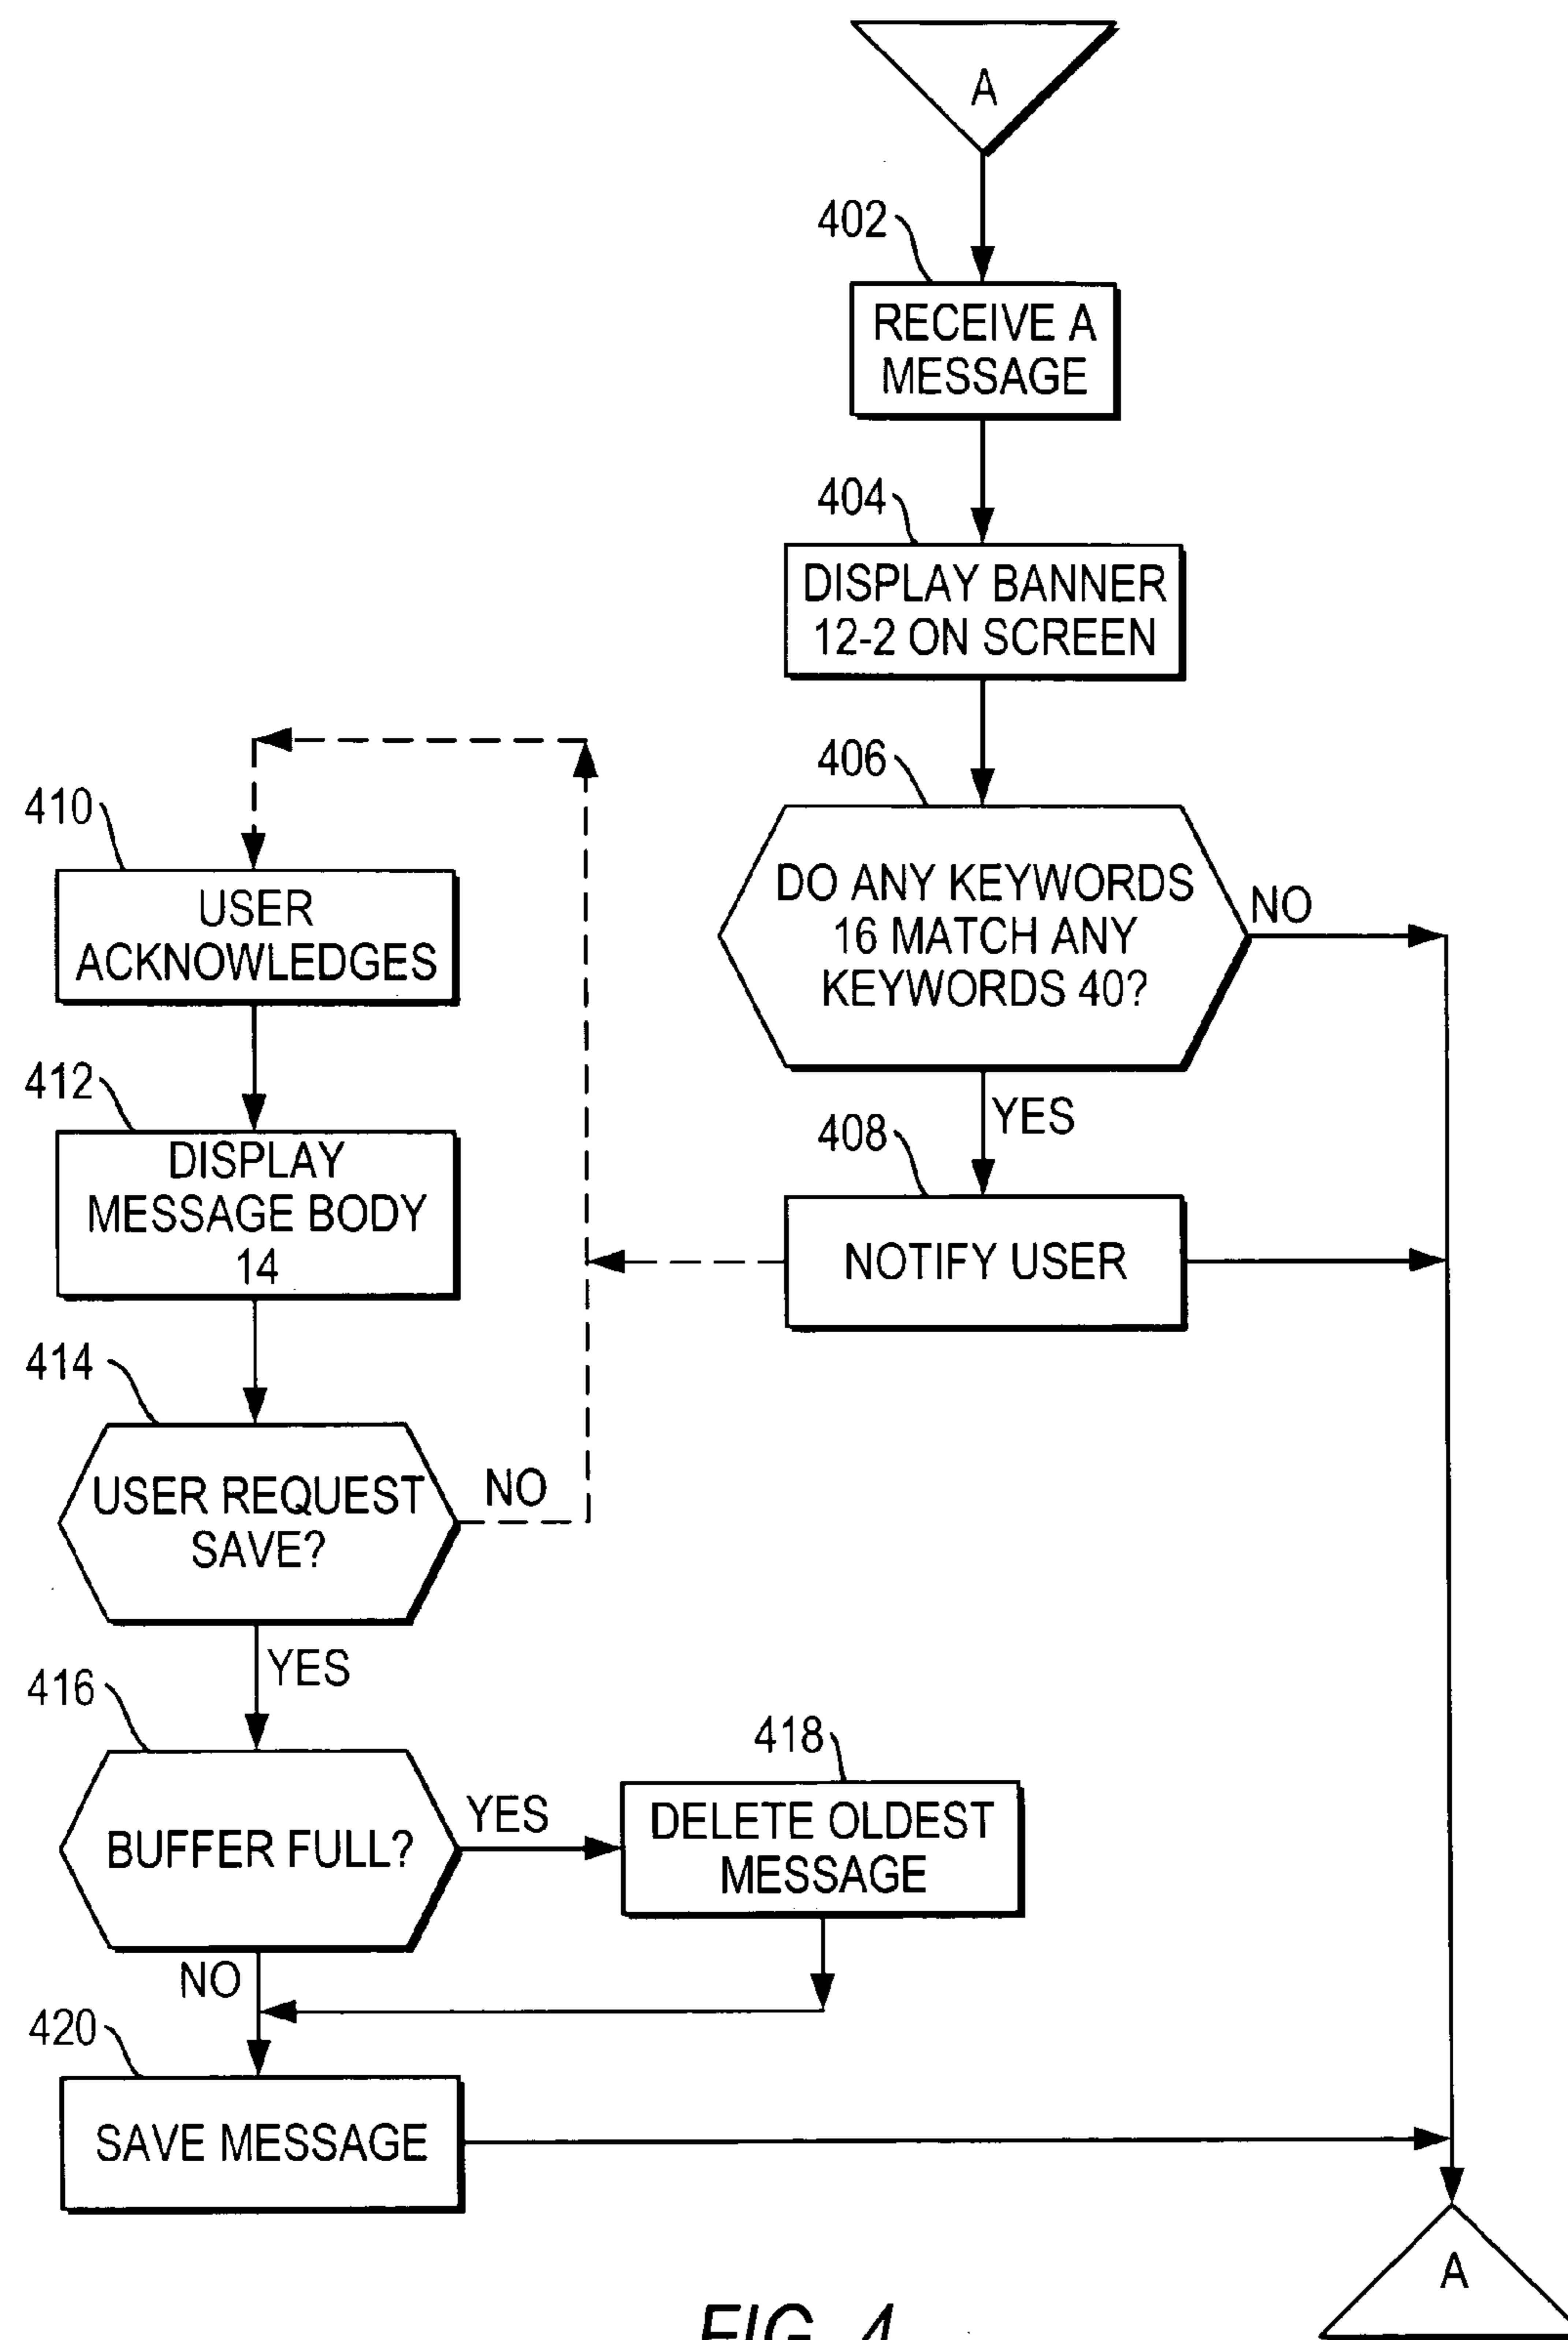 A
402
RECEIVE A
MESSAGE
404
DISPLAY BANNER
12-2 ON SCREEN
406
DO ANY KEYWORDS
16 MATCH ANY
KEYWORDS 40?
NO
YES
408
NOTIFY USER
410
USER
ACKNOWLEDGES
412
DISPLAY
MESSAGE BODY
14
414
USER REQUEST
SAVE?
NO
YES
416
BUFFER FULL?
YES
418
DELETE OLDEST
MESSAGE
NO
420
SAVE MESSAGE
A
FIG. 4